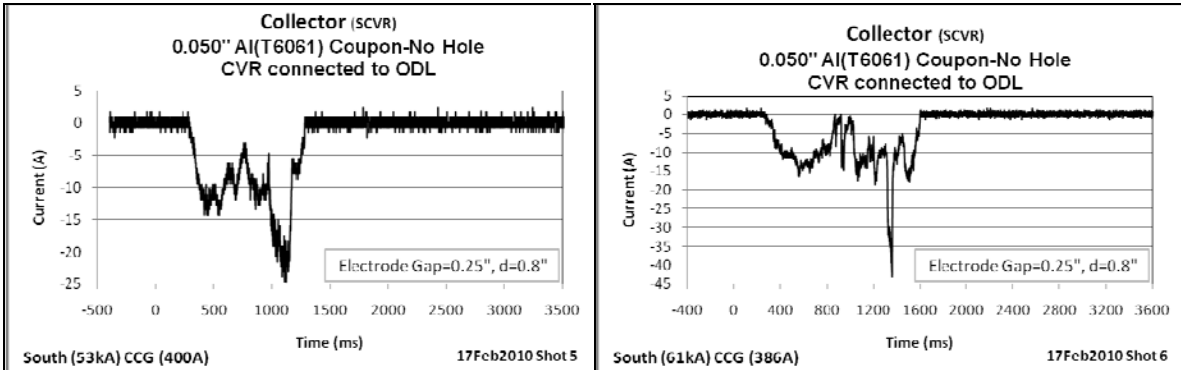 Collector (SCVR)
0.050" Al(T6061) Coupon-No Hole
CVR connected to ODL
5
0
-5
-10
-15
-20
-25
Current (A)
Electrode Gap=0.25", d=0.8"
-500 0 500 1000 1500 2000 2500 3000 3500
Time (ms)
South (53kA) CCG (400A)
17Feb2010 Shot 5
Collector (SCVR)
0.050" Al(T6061) Coupon-No Hole
CVR connected to ODL
5
0
-5
-10
-15
-20
-25
-30
-35
-40
-45
Current (A)
Electrode Gap=0.25", d=0.8"
-400 0 400 800 1200 1600 2000 2400 2800 3200 3600
Time (ms)
South (61kA) CCG (386A)
17Feb2010 Shot 6